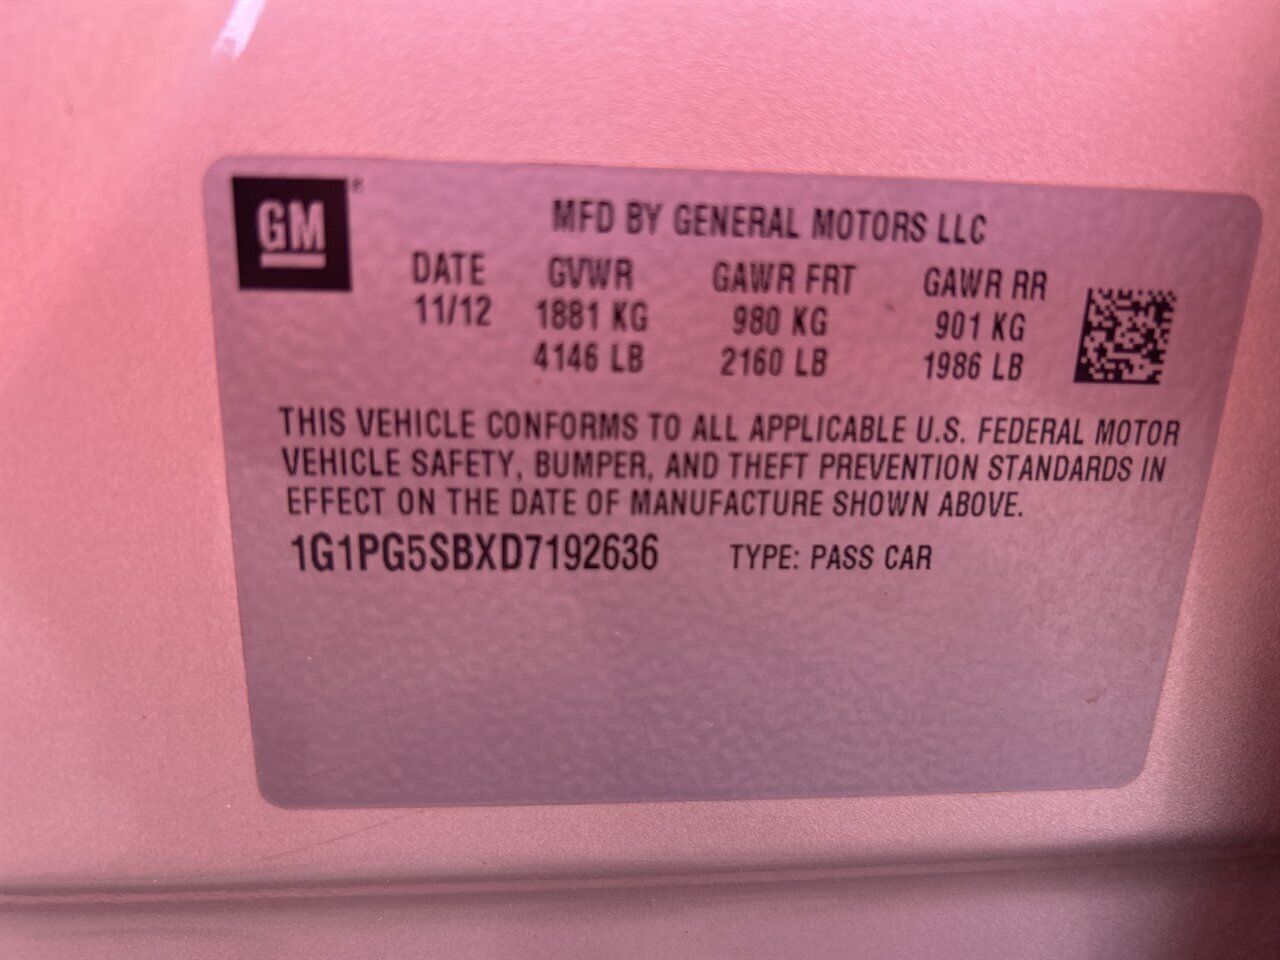 GM®
MFD BY GENERAL MOTORS LLC
DATE GVWR GAWR FRT GAWR RR
11/12 1881 KG 980 KG 901 KG
4146 LB 2160 LB 1986 LB
THIS VEHICLE CONFORMS TO ALL APPLICABLE U.S. FEDERAL MOTOR
VEHICLE SAFETY, BUMPER, AND THEFT PREVENTION STANDARDS IN
EFFECT ON THE DATE OF MANUFACTURE SHOWN ABOVE.
1G1PG5SBXD7192636 TYPE: PASS CAR